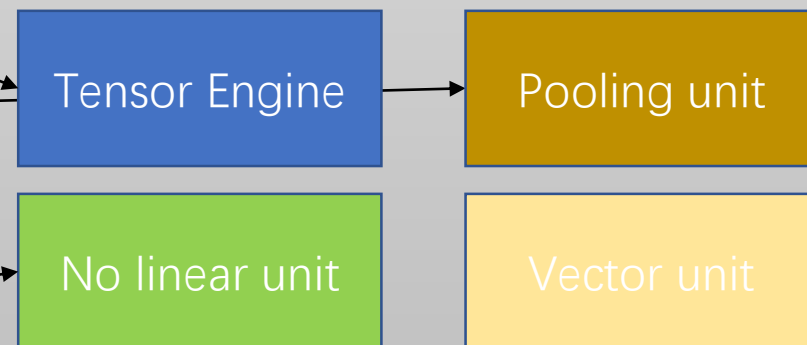 Tensor Engine
Pooling unit
No linear unit
Vector unit